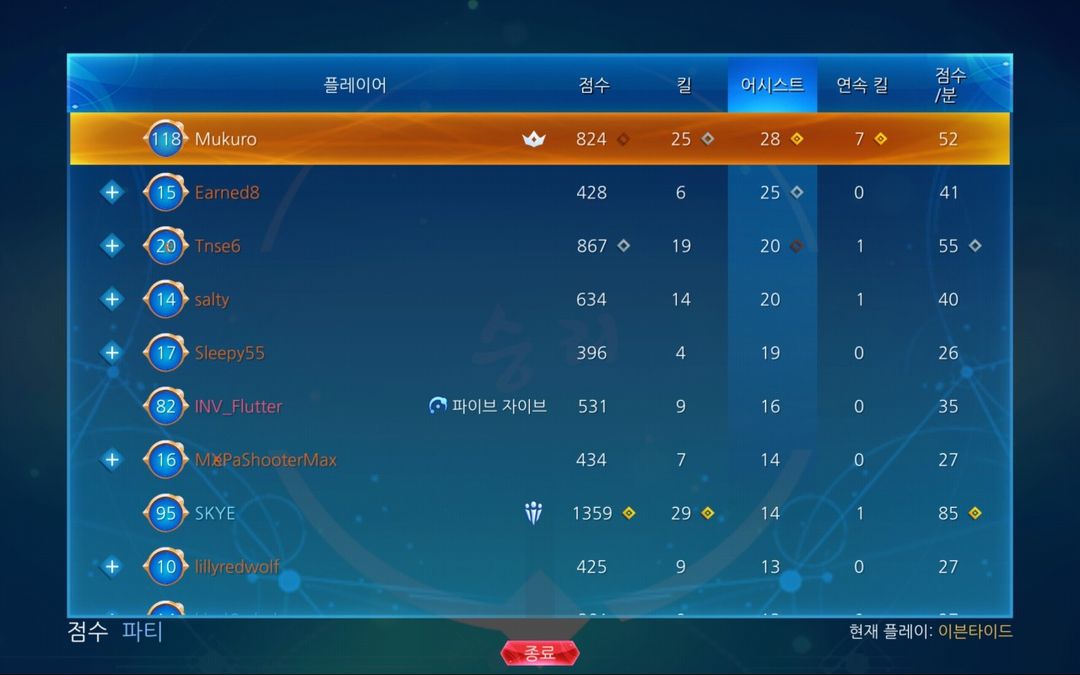 플레이어 점수 킬 어시스트 연속 킬 점수
/분
118 Mukuro 824 25 28 7 52
15 Earned8 428 6 25 0 41
20 Tnse6 867 19 20 1 55
14 salty 634 14 20 1 40
17 Sleepy55 396 4 19 0 26
82 INV_Flutter 파이브 자이브 531 9 16 0 35
16 MXPaShooterMax 434 7 14 0 27
95 SKYE 1359 29 14 1 85
10 lillyredwolf 425 9 13 0 27
승리
점수 파티
현재 플레이: 이븐타이드
종료